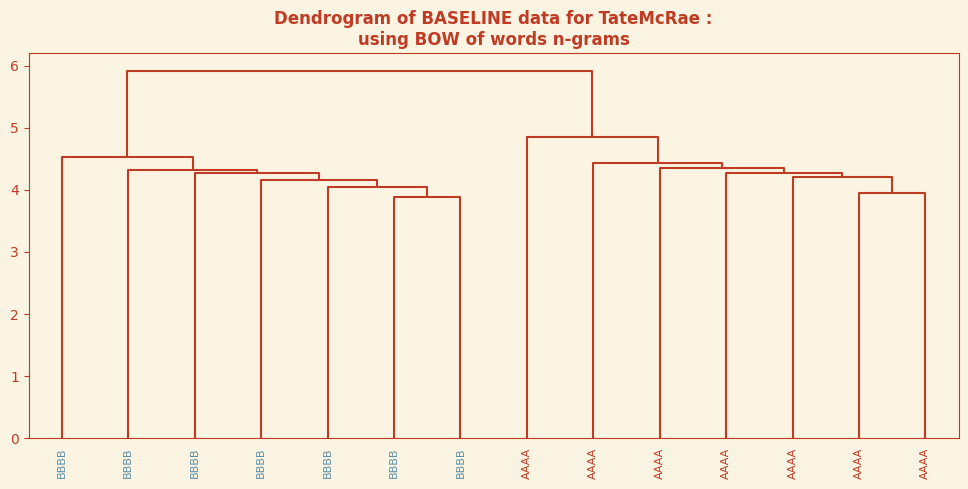 Dendrogram of BASELINE data for TateMcRae :
using BOW of words n-grams
6
5
4
3
2
1
0
BBBB BBBB BBBB BBBB BBBB BBBB BBBB AAAA AAAA AAAA AAAA AAAA AAAA AAAA